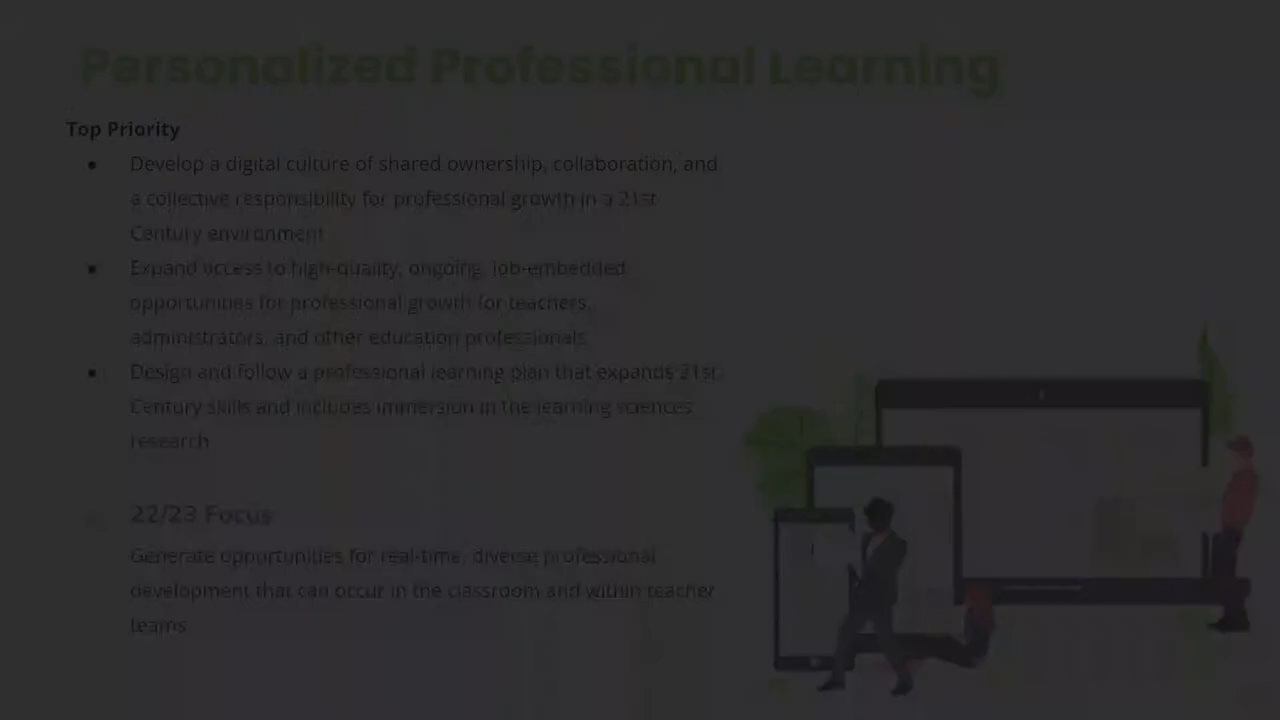 Personalized Professional Learning
Top Priority
● Develop a digital culture of shared ownership, collaboration, and
a collective responsibility for professional growth in a 21st
Century environment
● Expand access to high-quality, ongoing, job-embedded
opportunities for professional growth for teachers,
administrators, and other education professionals
● Design and follow a professional learning plan that expands 21st
Century skills and includes immersion in the learning sciences
research
22/23 Focus
Generate opportunities for real-time, diverse professional
development that can occur in the classroom and within teacher
teams